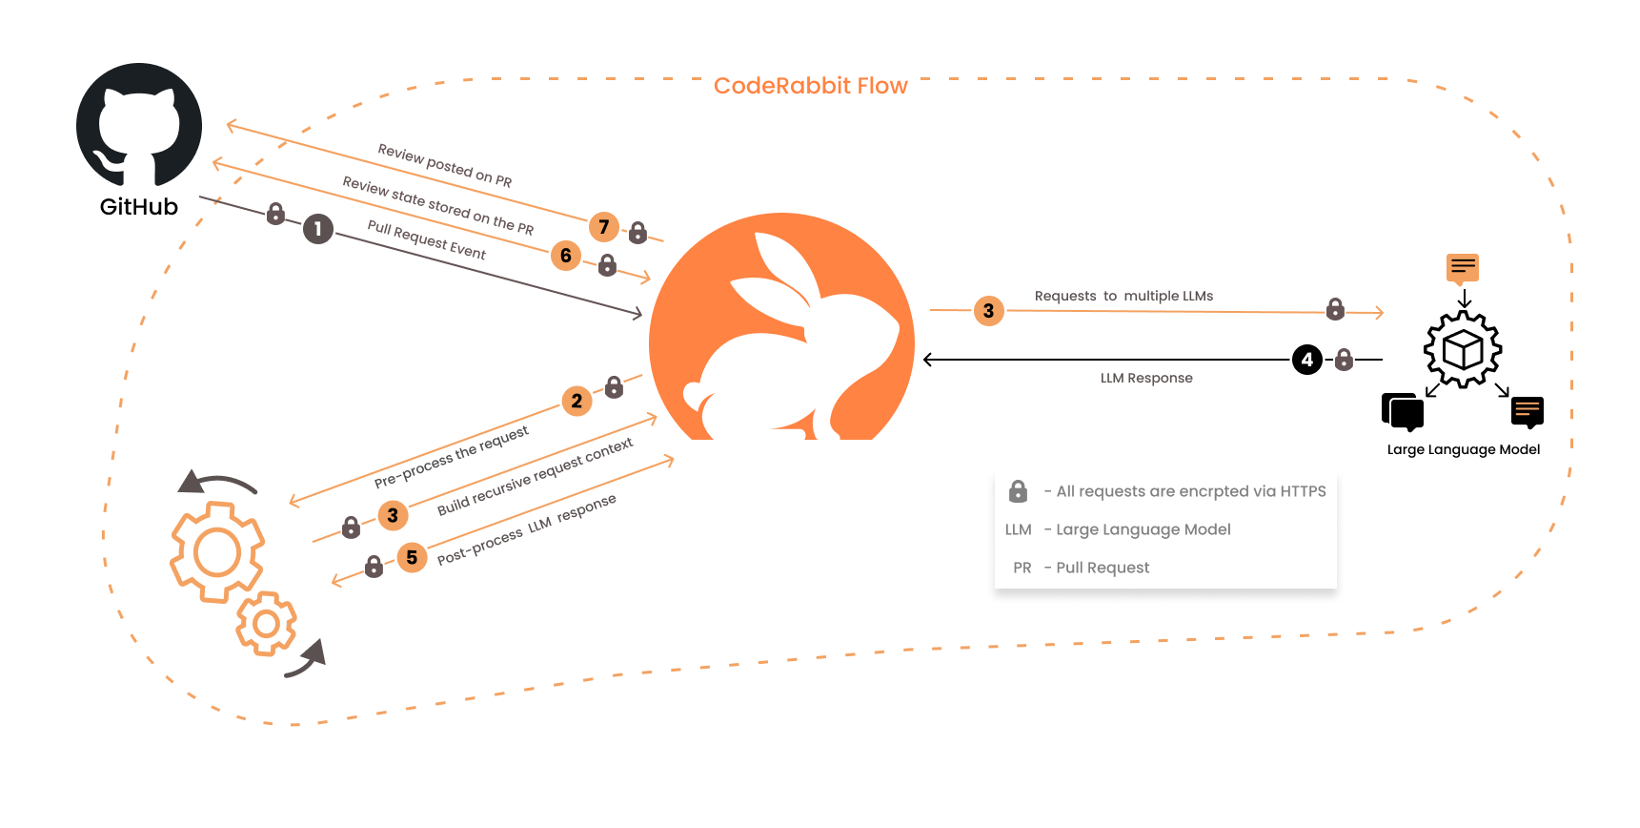 CodeRabbit Flow
GitHub
Review posted on PR
7
Review state stored on the PR
6
1
Pull Request Event
3
Requests to multiple LLMs
4
LLM Response
Large Language Model
2
Pre-process the request
3
Build recursive request context
5
Post-process LLM response
- All requests are encrpted via HTTPS
LLM - Large Language Model
PR - Pull Request